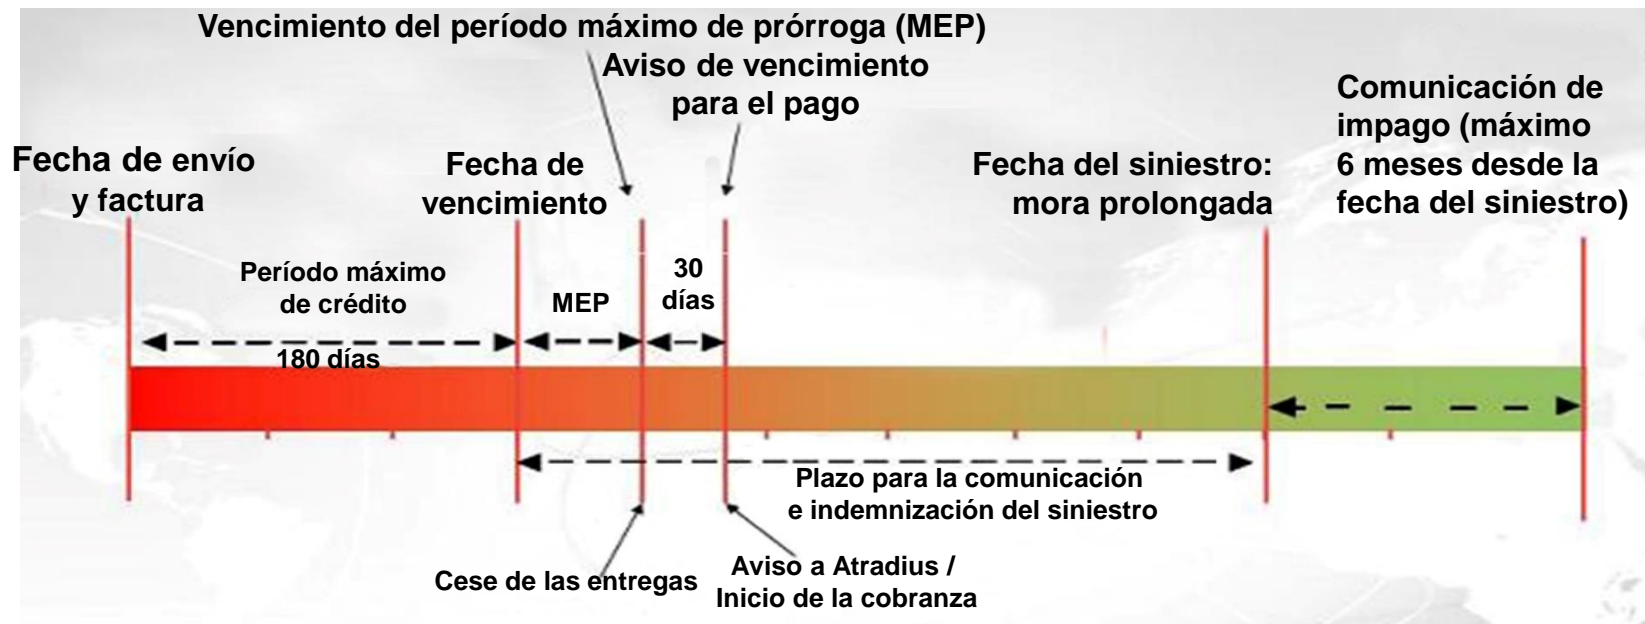 Vencimiento del período máximo de prórroga (MEP)
Aviso de vencimiento
para el pago
Comunicación de
impago (máximo
6 meses desde la
fecha del siniestro)
Fecha de envío
y factura
Fecha de
vencimiento
Fecha del siniestro:
mora prolongada
Período máximo
de crédito
180 días
MEP
30
días
Plazo para la comunicación
e indemnización del siniestro
Cese de las entregas
Aviso a Atradius /
Inicio de la cobranza